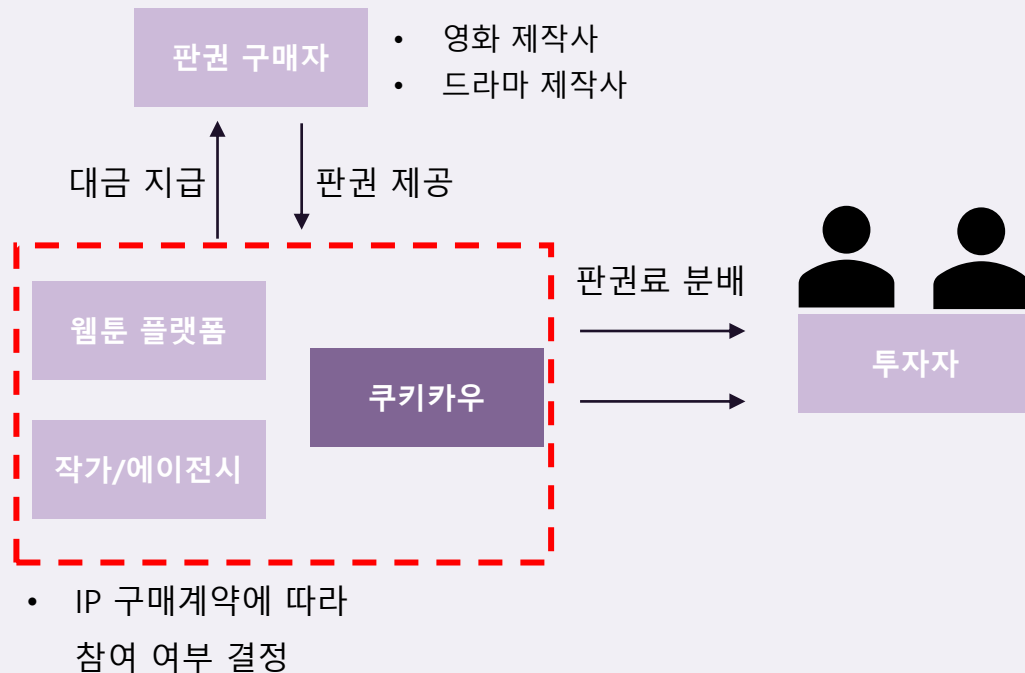 판권 구매자
• 영화 제작사
• 드라마 제작사
대금 지급
판권 제공
웹툰 플랫폼
쿠키카우
작가/에이전시
판권료 분배
투자자
• IP 구매계약에 따라
참여 여부 결정